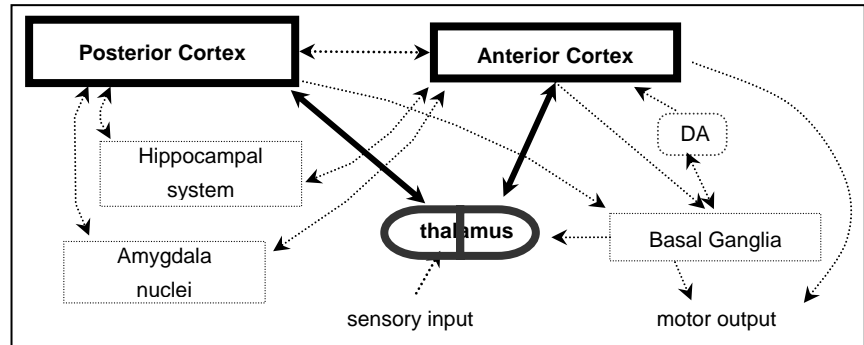 Posterior Cortex
Anterior Cortex
DA
Hippocampal
system
thalamus
Basal Ganglia
Amygdala
nuclei
sensory input
motor output